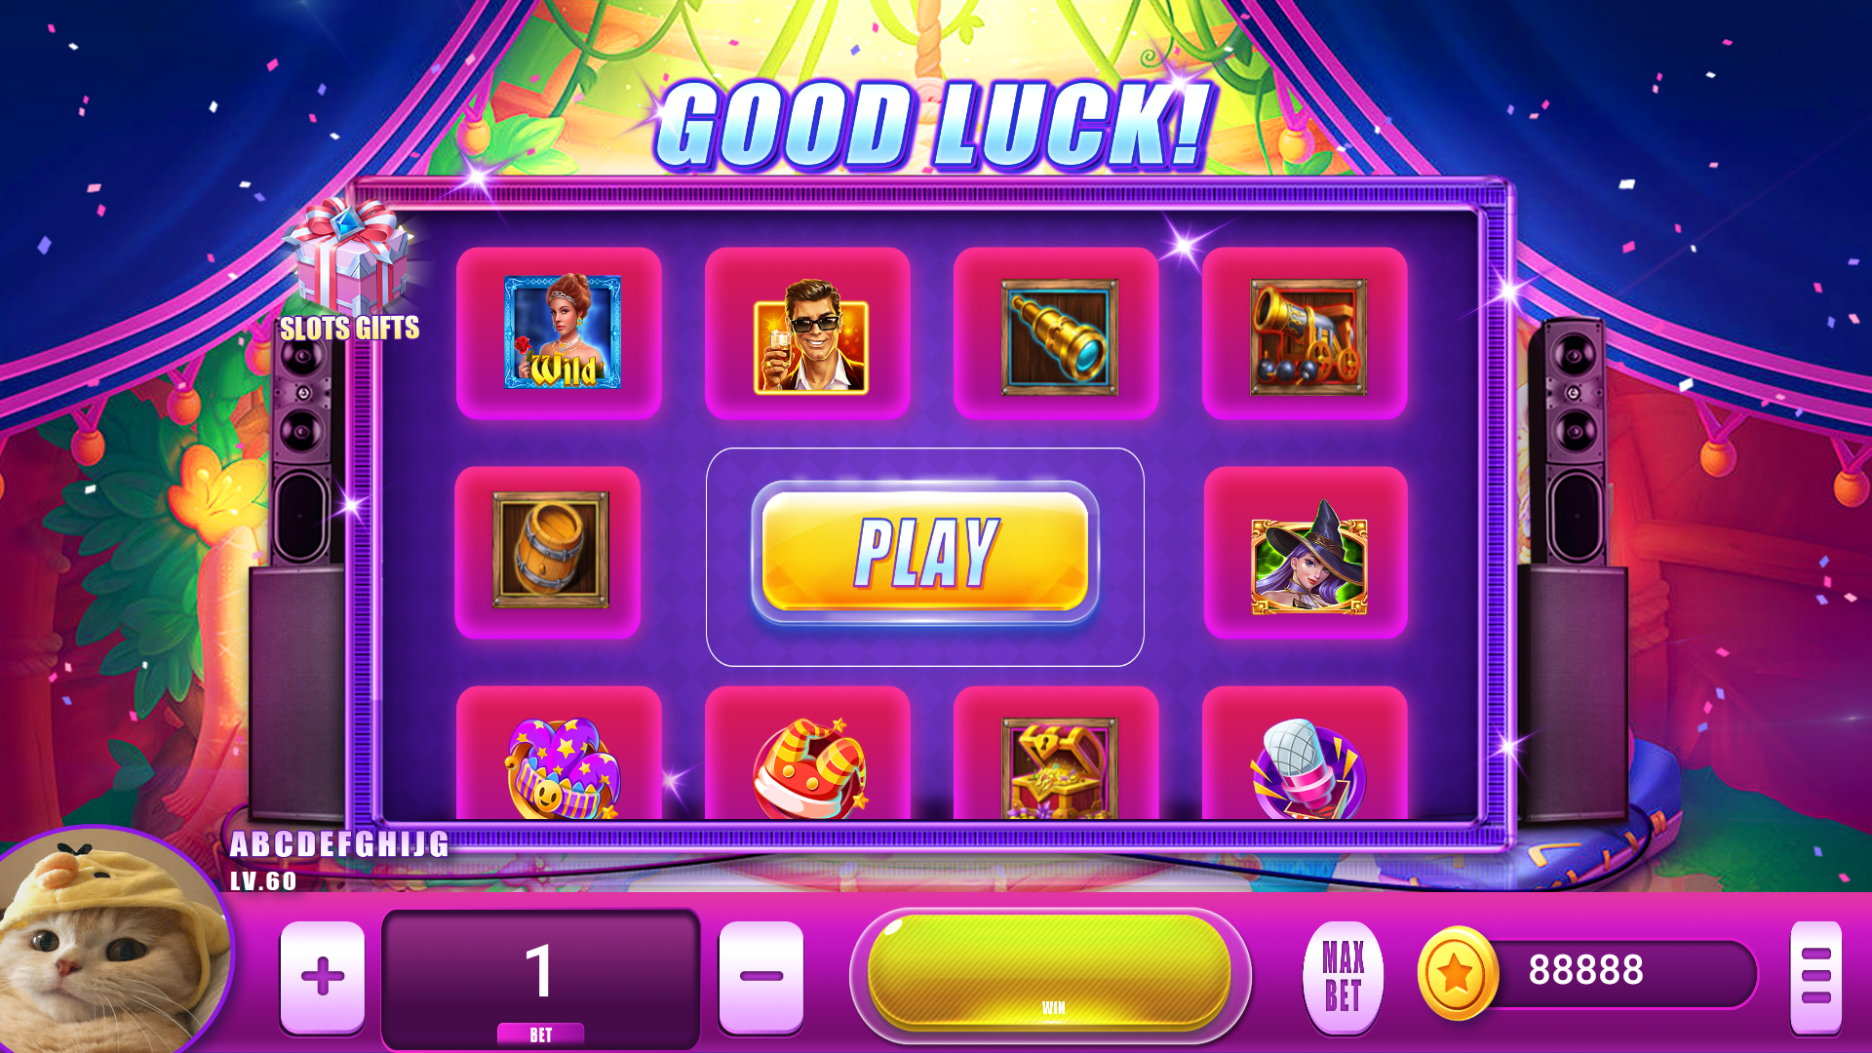 GOOD LUCK!
SLOTS GIFTS
Wild
PLAY
ABCDEFGHIJG
LV.60
1
BET
WIN
MAX
BET
88888